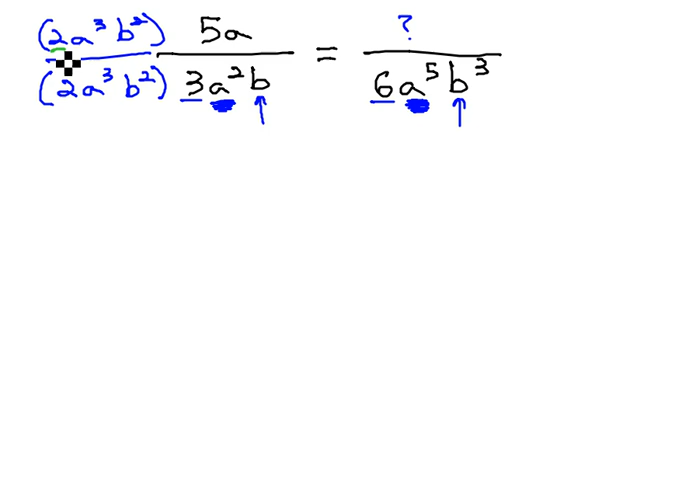 (2a³b²) 5a = ?
(2a³b²) 3a²b 6a⁵b³